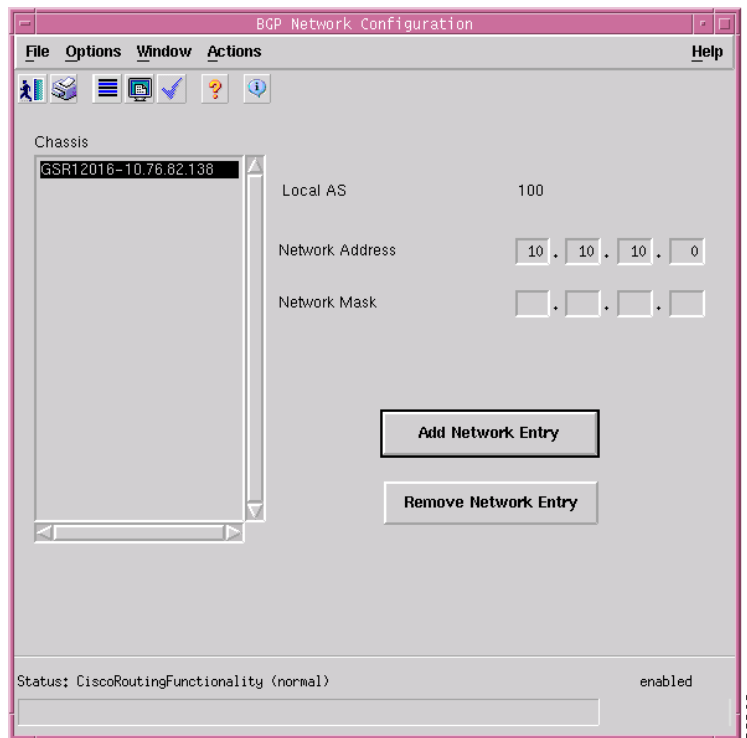 BGP Network Configuration
File Options Window Actions Help
Chassis
GSR12016-10.76.82.138
Local AS 100
Network Address 10 . 10 . 10 . 0
Network Mask . . .
Add Network Entry
Remove Network Entry
Status: CiscoRoutingFunctionality (normal) enabled